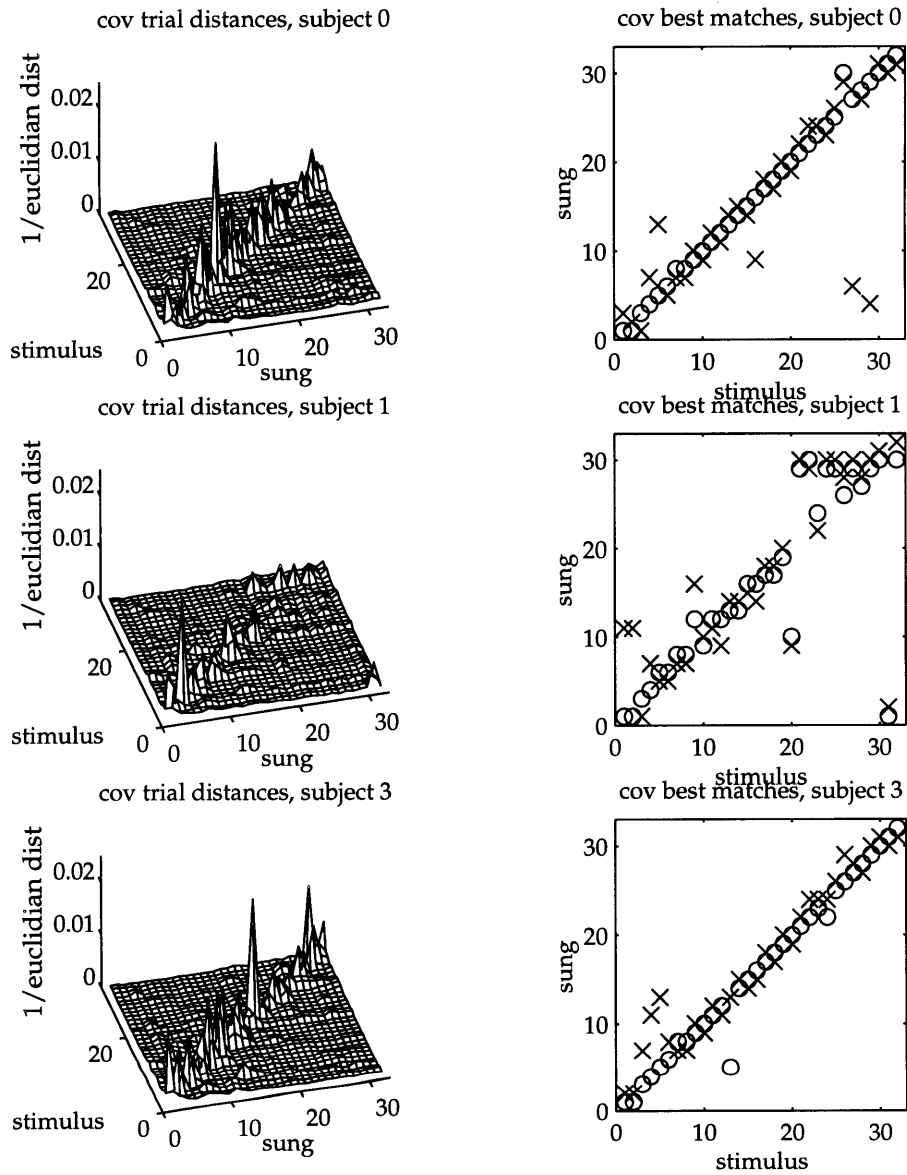 cov trial distances, subject 0
1/euclidian dist
0.02
0.01
0
20
0
stimulus
0
10
20
30
sung
cov best matches, subject 0
sung
30
20
10
0
0
10
20
30
stimulus
cov trial distances, subject 1
1/euclidian dist
0.02
0.01
0
20
0
stimulus
0
10
20
30
sung
cov best matches, subject 1
sung
30
20
10
0
0
10
20
30
stimulus
cov trial distances, subject 3
1/euclidian dist
0.02
0.01
0
20
0
stimulus
0
10
20
30
sung
cov best matches, subject 3
sung
30
20
10
0
0
10
20
30
stimulus